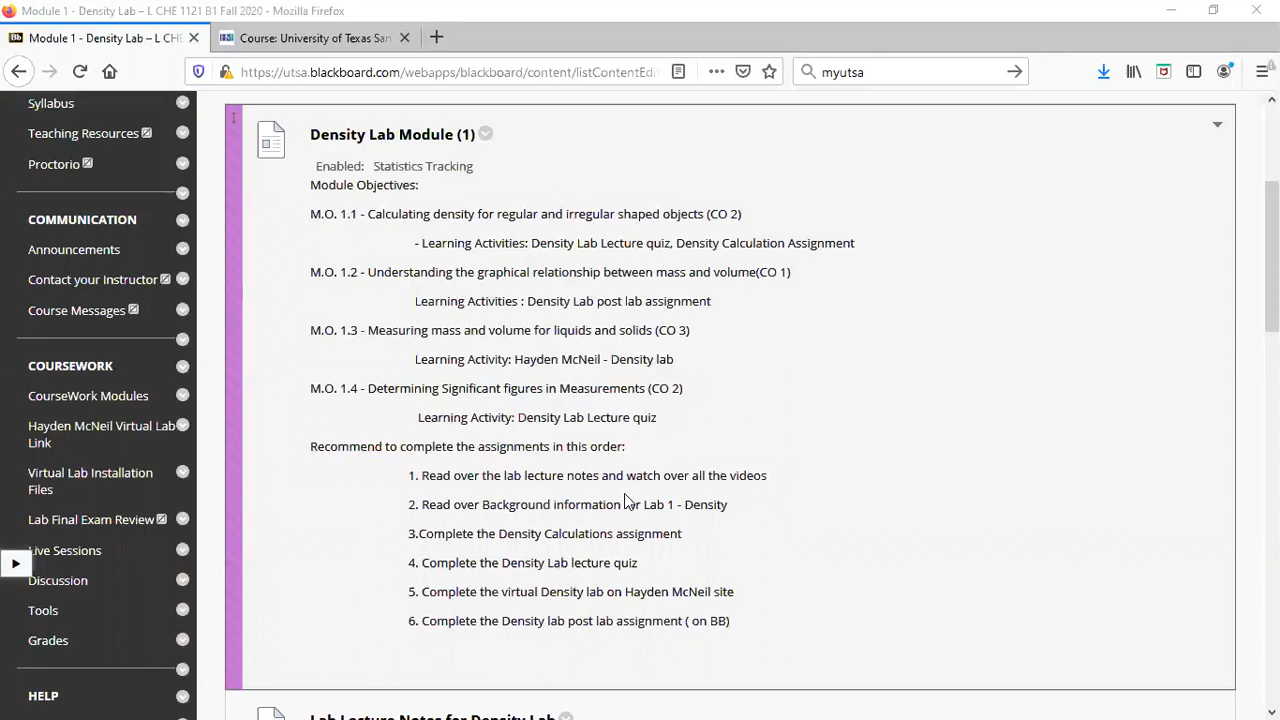 Module 1 - Density Lab – L CHE 1121 B1 Fall 2020 - Mozilla Firefox
Module 1 - Density Lab – L CHE
Course: University of Texas San
https://utsa.blackboard.com/webapps/blackboard/content/listContentEdi
myutsa
Syllabus
Teaching Resources
Proctorio
COMMUNICATION
Announcements
Contact your Instructor
Course Messages
COURSEWORK
CourseWork Modules
Hayden McNeil Virtual Lab
Link
Virtual Lab Installation
Files
Lab Final Exam Review
Live Sessions
Discussion
Tools
Grades
HELP
Density Lab Module (1)
Enabled: Statistics Tracking
Module Objectives:
M.O. 1.1 - Calculating density for regular and irregular shaped objects (CO 2)
- Learning Activities: Density Lab Lecture quiz, Density Calculation Assignment
M.O. 1.2 - Understanding the graphical relationship between mass and volume(CO 1)
Learning Activities : Density Lab post lab assignment
M.O. 1.3 - Measuring mass and volume for liquids and solids (CO 3)
Learning Activity: Hayden McNeil - Density lab
M.O. 1.4 - Determining Significant figures in Measurements (CO 2)
Learning Activity: Density Lab Lecture quiz
Recommend to complete the assignments in this order:
1. Read over the lab lecture notes and watch over all the videos
2. Read over Background information for Lab 1 - Density
3.Complete the Density Calculations assignment
4. Complete the Density Lab lecture quiz
5. Complete the virtual Density lab on Hayden McNeil site
6. Complete the Density lab post lab assignment ( on BB)
Lab Lecture Notes for Density Lab